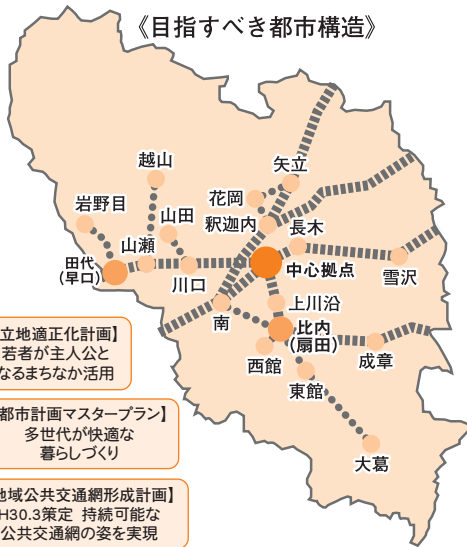 《目指すべき都市構造》
越山
矢立
岩野目
花岡
山田
釈迦内
長木
田代
(早口)
山瀬
川口
中心拠点
雪沢
南
上川沿
比内
(扇田)
西館
成章
東館
大葛
立地適正化計画】
若者が主人公と
なるまちなか活用
都市計画マスタープラン】
多世代が快適な
暮らしづくり
地域公共交通網形成計画】
H30.3策定 持続可能な
公共交通網の姿を実現